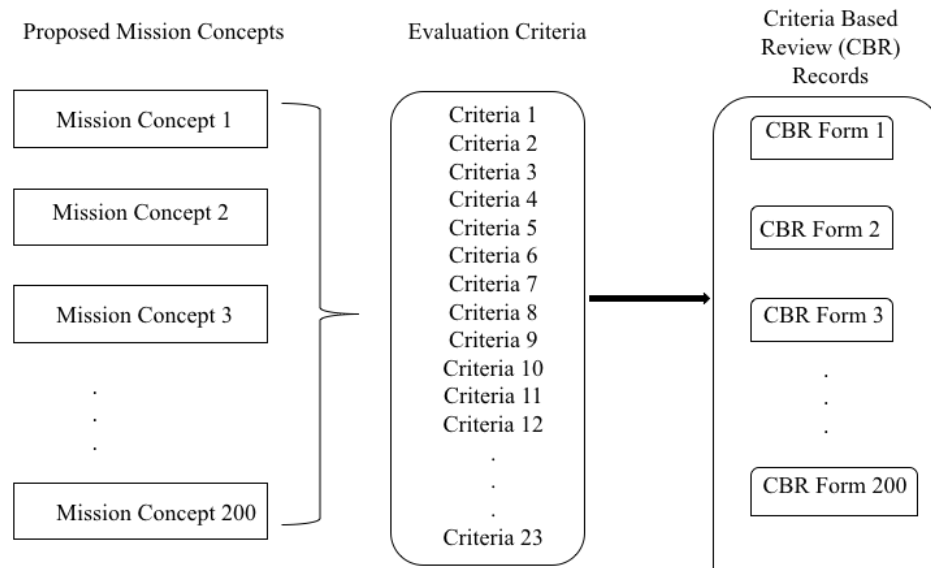 Proposed Mission Concepts
Mission Concept 1
Mission Concept 2
Mission Concept 3
.
.
.
Mission Concept 200
Evaluation Criteria
Criteria 1
Criteria 2
Criteria 3
Criteria 4
Criteria 5
Criteria 6
Criteria 7
Criteria 8
Criteria 9
Criteria 10
Criteria 11
Criteria 12
.
.
.
Criteria 23
Criteria Based
Review (CBR)
Records
CBR Form 1
CBR Form 2
CBR Form 3
.
.
.
CBR Form 200